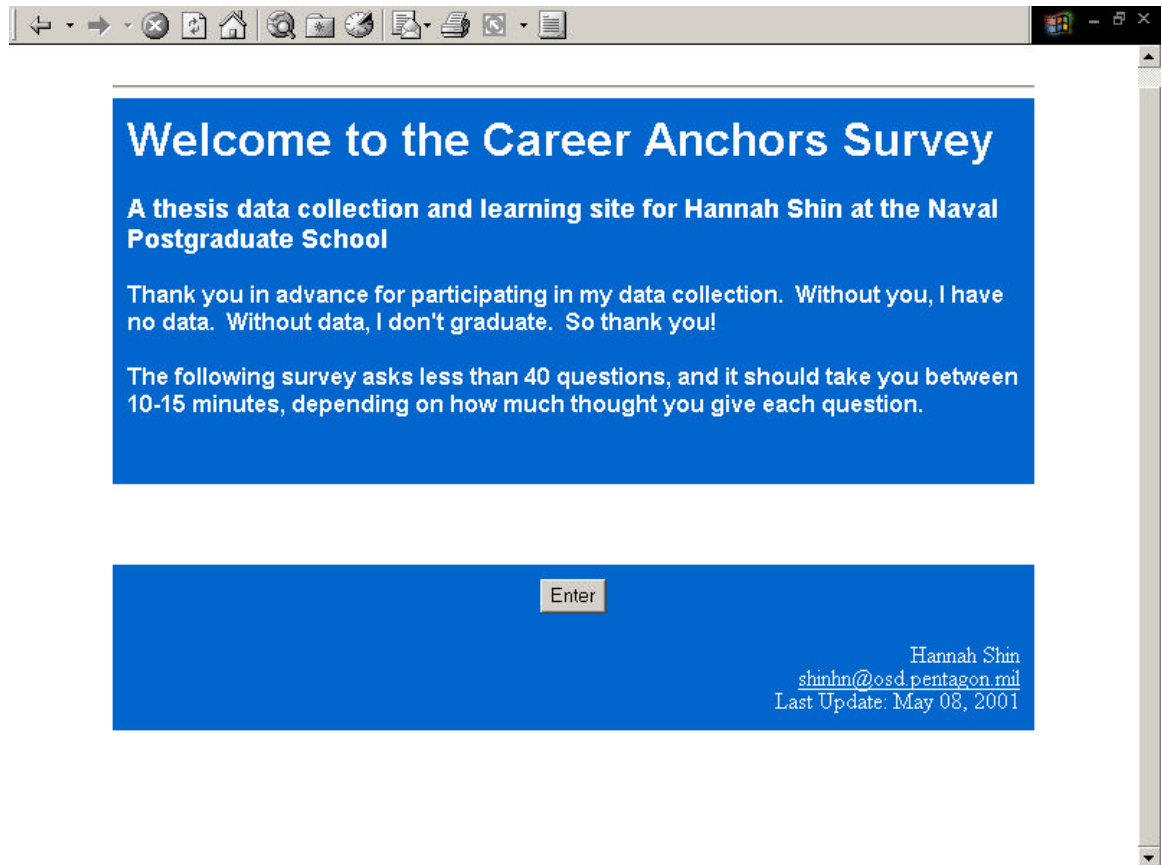 Welcome to the Career Anchors Survey
A thesis data collection and learning site for Hannah Shin at the Naval
Postgraduate School
Thank you in advance for participating in my data collection.  Without you, I have
no data.  Without data, I don't graduate.  So thank you!
The following survey asks less than 40 questions, and it should take you between
10-15 minutes, depending on how much thought you give each question.
Enter
Hannah Shin
shinhn@osd.pentagon.mil
Last Update: May 08, 2001